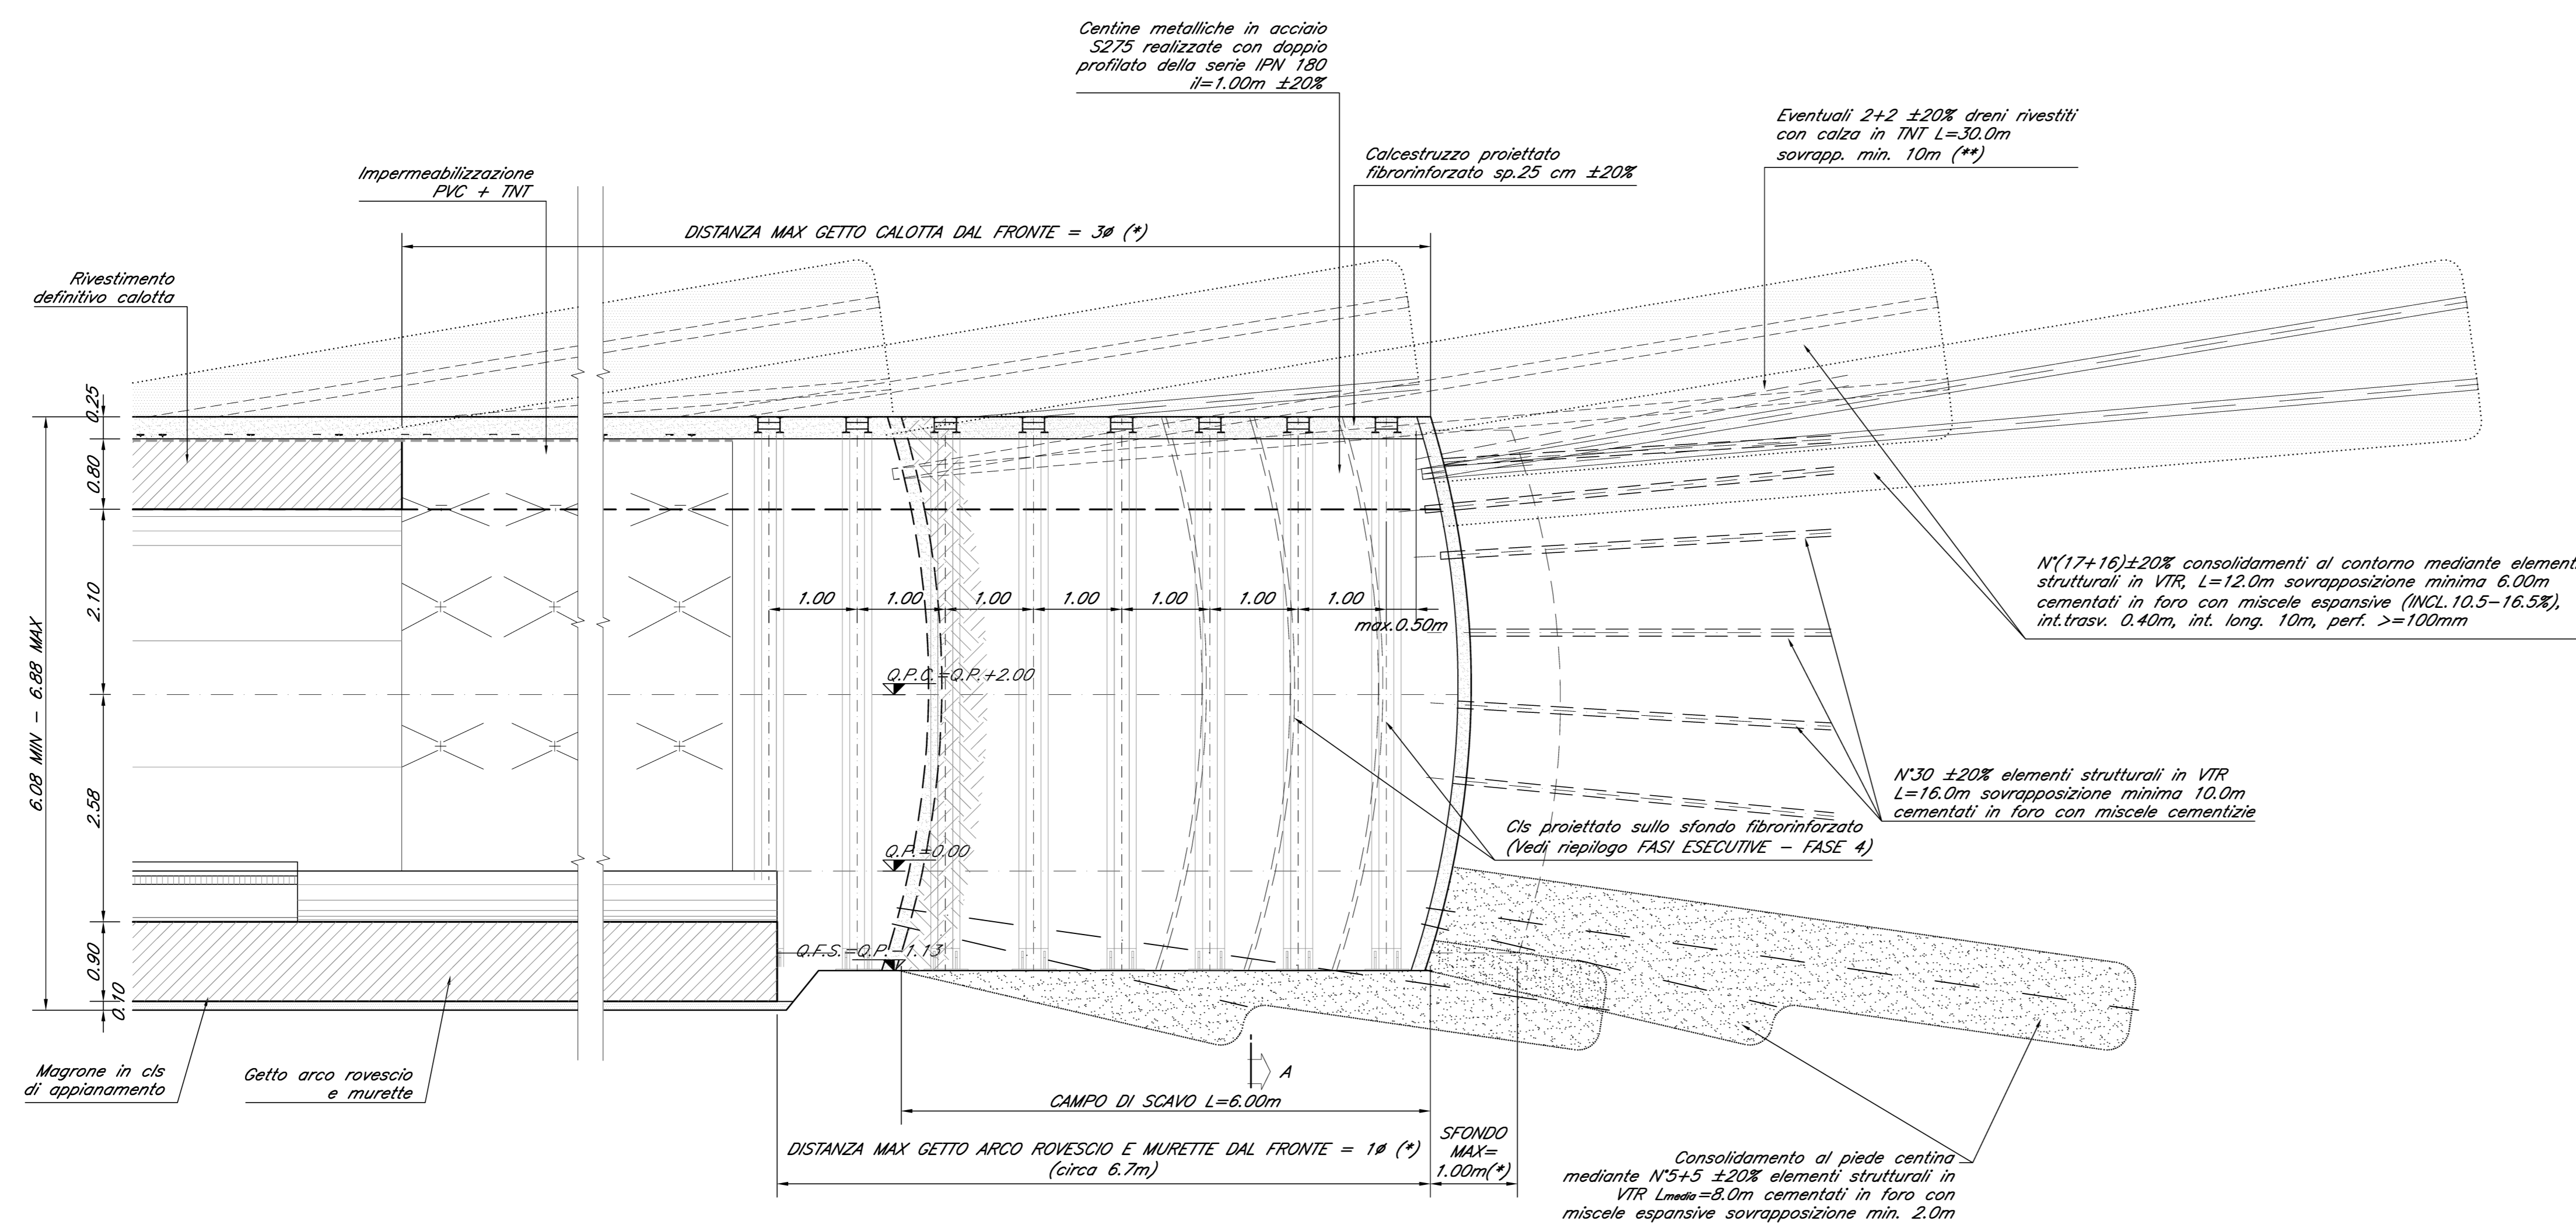 Centine metalliche in acciaio
S275 realizzate con doppio
profilato della serie IPN 180
il=1.00m ±20%
Eventuali 2+2 ±20% dreni rivestiti
con calza in TNT L=30.0m
sovrapp. min. 10m (**)
Calcestruzzo proiettato
fibrorinforzato sp.25 cm ±20%
Impermeabilizzazione
PVC + TNT
DISTANZA MAX GETTO CALOTTA DAL FRONTE = 3ø (*)
Rivestimento
definitivo calotta
0.25
0.80
2.10
2.58
0.90
0.10
6.08 MIN - 6.88 MAX
1.00
1.00
1.00
1.00
1.00
1.00
1.00
max.0.50m
N°(17+16)±20% consolidamenti al contorno mediante element
strutturali in VTR, L=12.0m sovrapposizione minima 6.00m
cementati in foro con miscele espansive (INCL.10.5-16.5%),
int.trasv. 0.40m, int. long. 10m, perf. >=100mm
Q.P.C.=Q.P.+2.00
N°30 ±20% elementi strutturali in VTR
L=16.0m sovrapposizione minima 10.0m
cementati in foro con miscele cementizie
Cls proiettato sullo sfondo fibrorinforzato
(Vedi riepilogo FASI ESECUTIVE - FASE 4)
Q.P.=0.00
Q.F.S.=Q.P.-1.13
Magrone in cls
di appianamento
Getto arco rovescio
e murette
A
CAMPO DI SCAVO L=6.00m
DISTANZA MAX GETTO ARCO ROVESCIO E MURETTE DAL FRONTE = 1ø (*)
(circa 6.7m)
SFONDO
MAX=
1.00m(*)
Consolidamento al piede centina
mediante N°5+5 ±20% elementi strutturali in
VTR Lmedia=8.0m cementati in foro con
miscele espansive sovrapposizione min. 2.0m